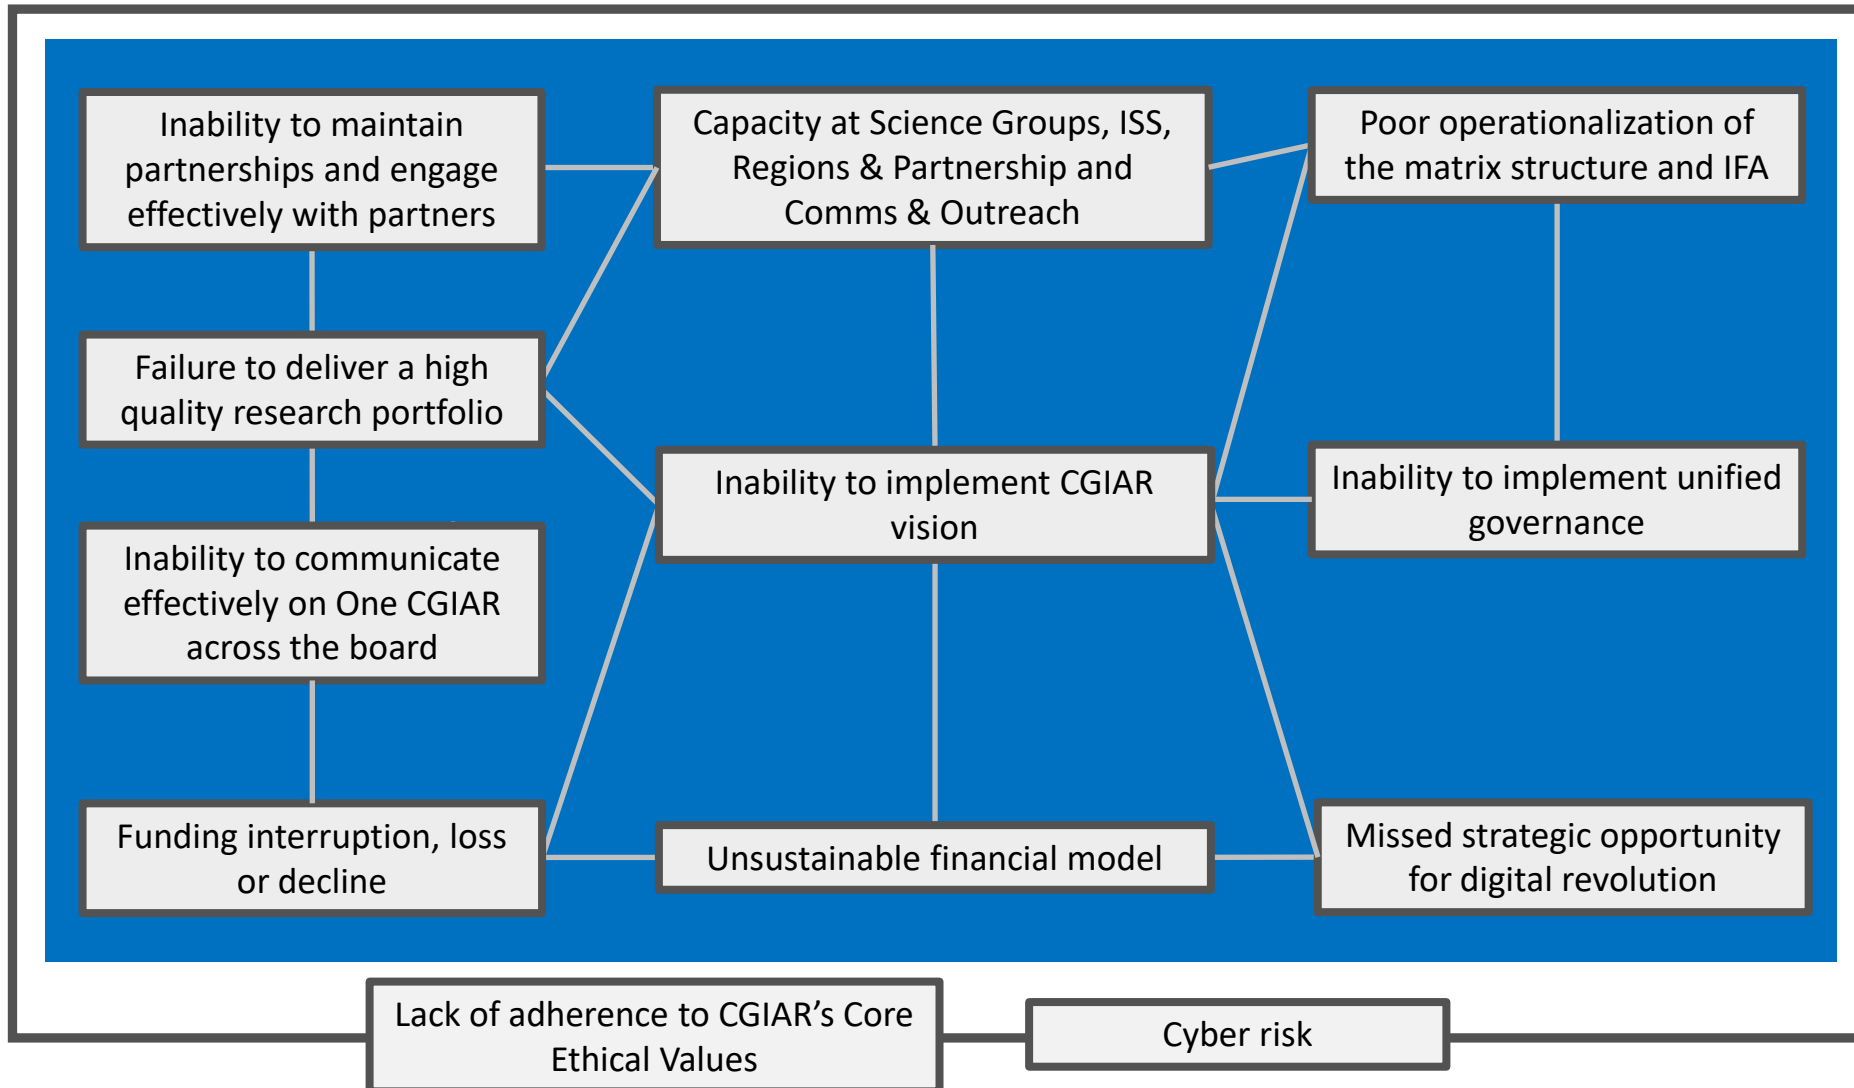 Inability to maintain
partnerships and engage
effectively with partners
Capacity at Science Groups, ISS,
Regions & Partnership and
Comms & Outreach
Poor operationalization of
the matrix structure and IFA
Failure to deliver a high
quality research portfolio
Inability to implement CGIAR
vision
Inability to implement unified
governance
Inability to communicate
effectively on One CGIAR
across the board
Funding interruption, loss
or decline
Unsustainable financial model
Missed strategic opportunity
for digital revolution
Lack of adherence to CGIAR’s Core
Ethical Values
Cyber risk